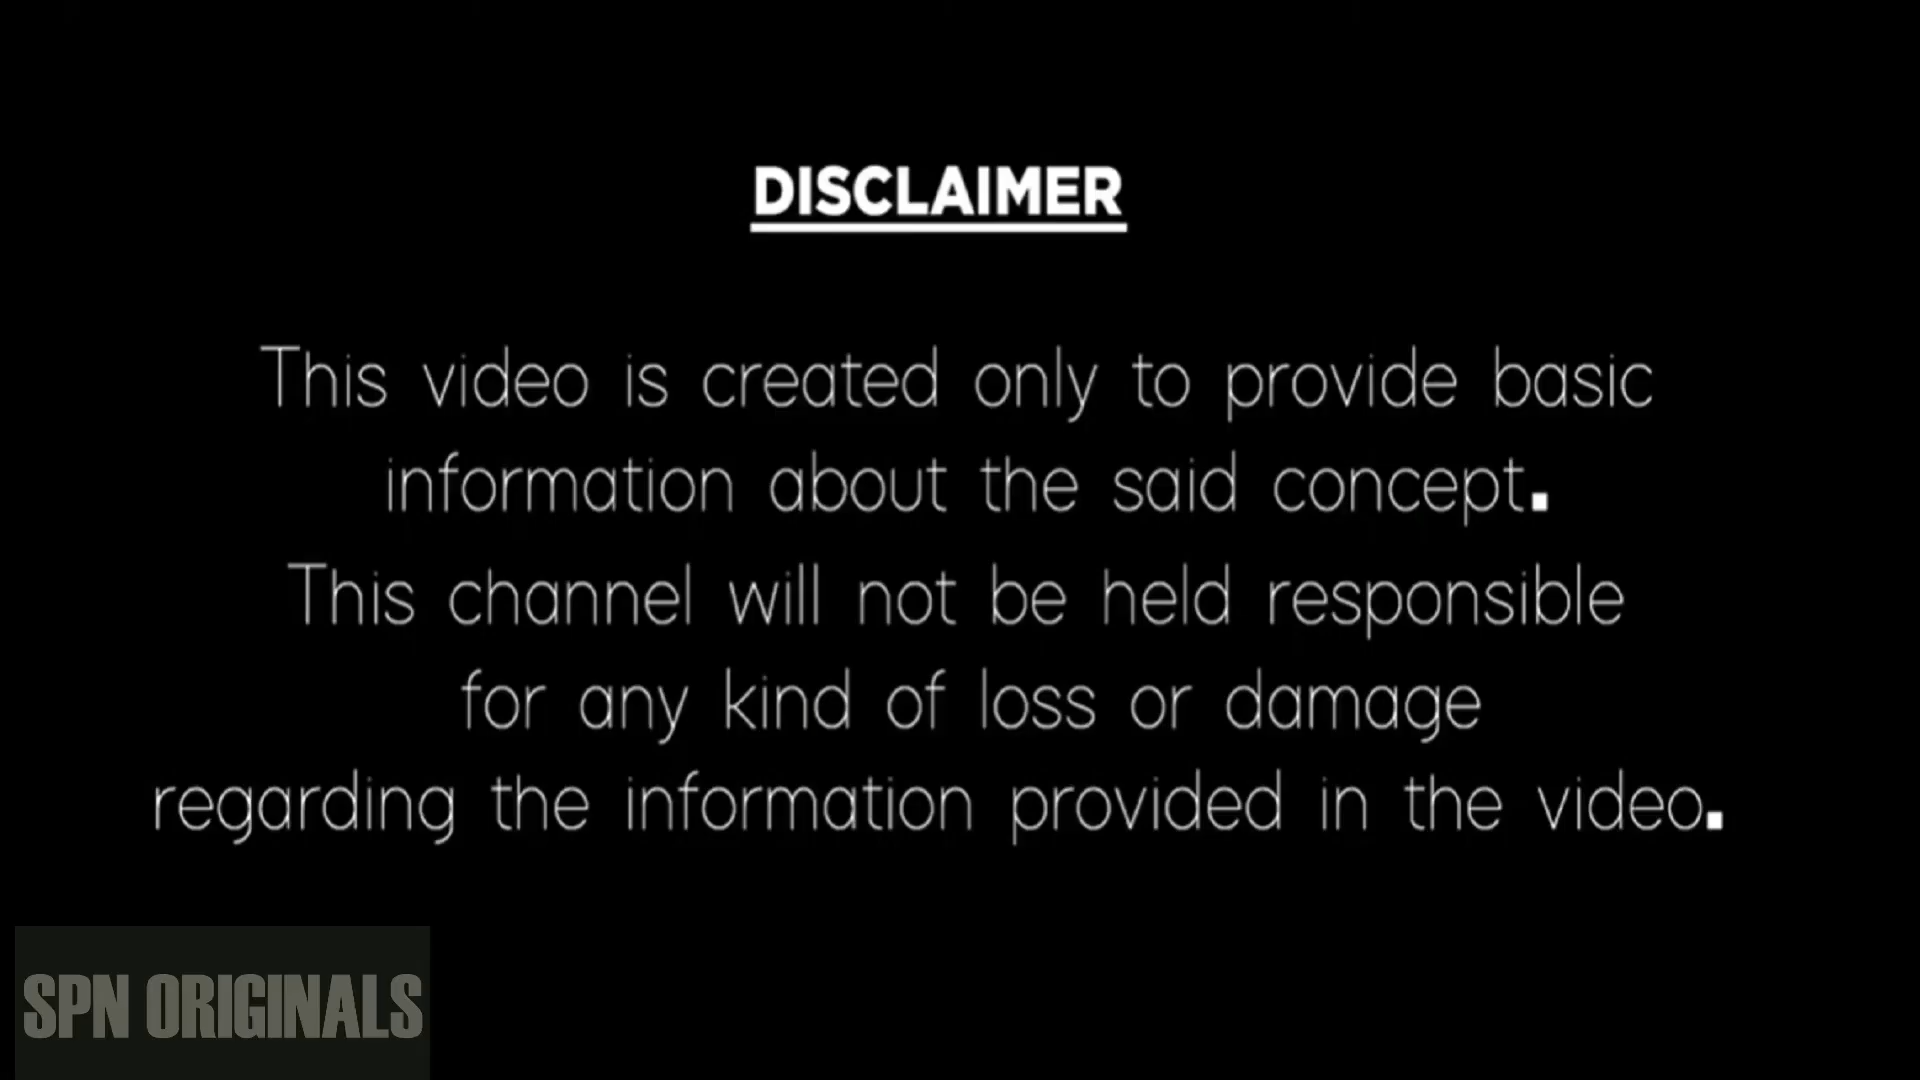 DISCLAIMER
This video is created only to provide basic
information about the said concept.
This channel will not be held responsible
for any kind of loss or damage
regarding the information provided in the video.
SPN ORIGINALS